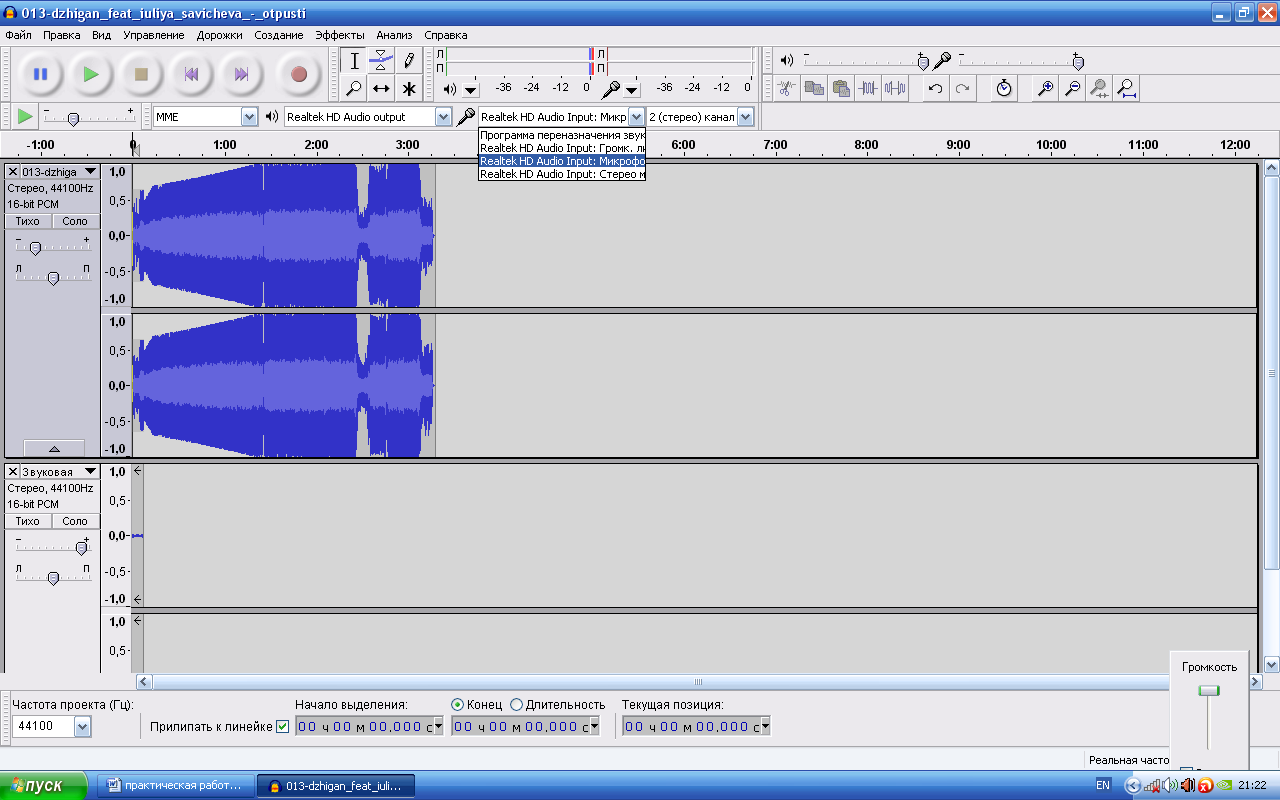 013-dzhigan_feat_iuliya_savicheva_-_otpusti
Файл Правка Вид Управление Дорожки Создание Эффекты Анализ Справка
Л Л
П П
-36 -24 -12 0 -36 -24 -12 0
MME Realtek HD Audio output Realtek HD Audio Input: Микр 2 (стерео) канал
Программа переназначения звук
Realtek HD Audio Input: Громк. ли
Realtek HD Audio Input: Микрофо
Realtek HD Audio Input: Стерео м
-1:00 0 1:00 2:00 3:00 6:00 7:00 8:00 9:00 10:00 11:00 12:00
013-dzhiga
Стерео, 44100Hz
16-bit PCM
Тихо Соло
- +
Л П
1,0
0,5-
0,0-
-0,5-
-1,0
1,0
0,5-
0,0-
-0,5-
-1,0
Звуковая
Стерео, 44100Hz
16-bit PCM
Тихо Соло
- +
Л П
1,0
0,5-
0,0-
-0,5-
-1,0
1,0
0,5-
Громкость
Частота проекта (Гц):
44100
Прилипать к линейке
Начало выделения:
00 ч 00 м 00,000 с
Конец Длительность
00 ч 00 м 00,000 с
Текущая позиция:
00 ч 00 м 00,000 с
Реальная часто
пуск практическая работ... 013-dzhigan_feat_iuli... EN 21:22